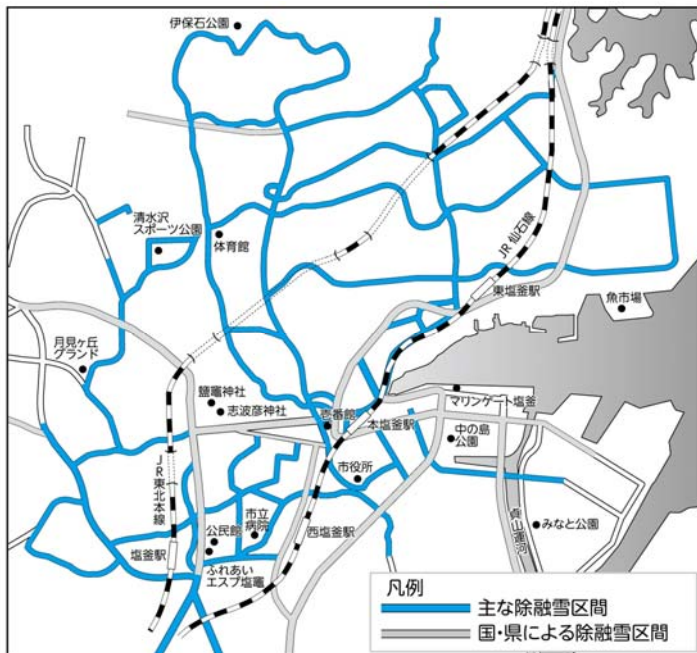 伊保石公園
清水沢
スポーツ公園
体育館
JR 仙石線
東塩釜駅
魚市場
月見ヶ丘
グランド
鹽竈神社
志波彦神社
壱番館
本塩釜駅
マリンゲート塩釜
中の島
公園
市役所
JR東北本線
市立
病院
公民館
西塩釜駅
貞山運河
みなと公園
塩釜駅
ふれあい
エスプ塩竈
凡例
主な除融雪区間
国・県による除融雪区間